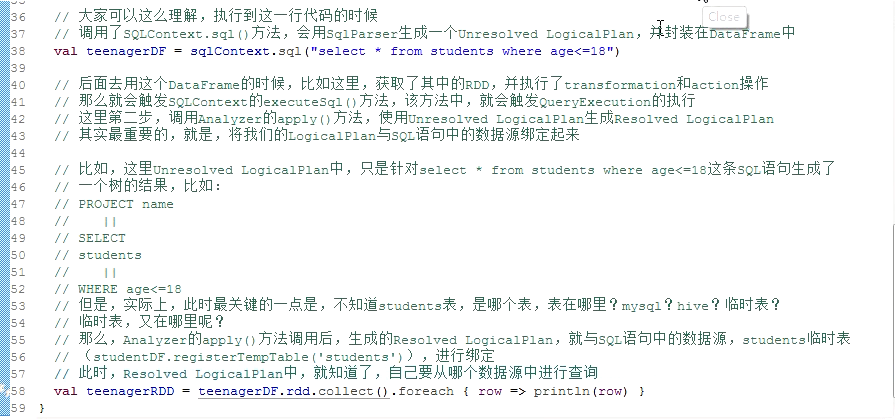 36 // 大家可以这么理解，执行到这一行代码的时候
Close
37 // 调用了SQLContext.sql()方法，会用SqlParser生成一个Unresolved LogicalPlan，并封装在DataFrame中
38 val teenagerDF = sqlContext.sql("select * from students where age<=18")
39
40 // 后面去用这个DataFrame的时候，比如这里，获取了其中的RDD，并执行了transformation和action操作
41 // 那么就会触发SQLContext的executeSql()方法，该方法中，就会触发QueryExecution的执行
42 // 这里第二步，调用Analyzer的apply()方法，使用Unresolved LogicalPlan生成Resolved LogicalPlan
43 // 其实最重要的，就是，将我们的LogicalPlan与SQL语句中的数据源绑定起来
44
45 // 比如，这里Unresolved LogicalPlan中，只是针对select * from students where age<=18这条SQL语句生成了
46 // 一个树的结果，比如：
47 // PROJECT name
48 // ||
49 // SELECT
50 // students
51 // ||
52 // WHERE age<=18
53 // 但是，实际上，此时最关键的一点是，不知道students表，是哪个表，表在哪里？mysql？hive？临时表？
54 // 临时表，又在哪里呢？
55 // 那么，Analyzer的apply()方法调用后，生成的Resolved LogicalPlan，就与SQL语句中的数据源，students临时表
56 // （studentDF.registerTempTable('students')），进行绑定
57 // 此时，Resolved LogicalPlan中，就知道了，自己要从哪个数据源中进行查询
58 val teenagerRDD = teenagerDF.rdd.collect().foreach { row => println(row) }
59 }